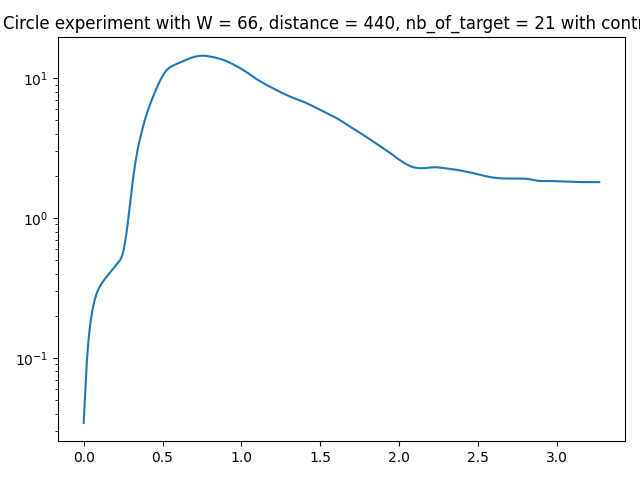 Circle experiment with W = 66, distance = 440, nb_of_target = 21 with
10¹
10⁰
10⁻¹
0.0 0.5 1.0 1.5 2.0 2.5 3.0